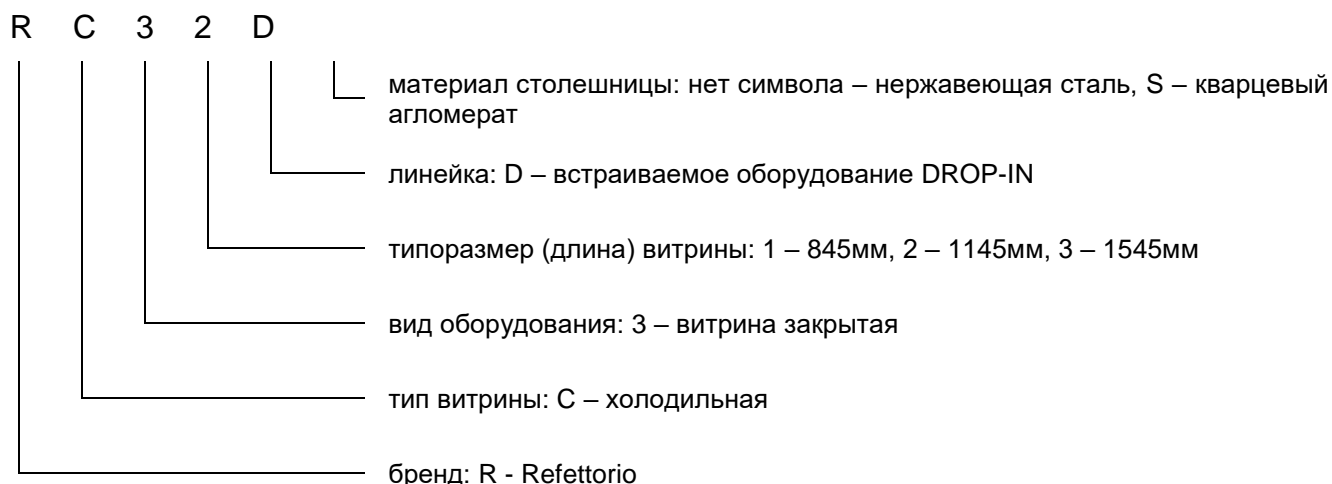 R C 3 2 D
материал столешницы: нет символа – нержавеющая сталь, S – кварцевый
агломерат
линейка: D – встраиваемое оборудование DROP-IN
типоразмер (длина) витрины: 1 – 845мм, 2 – 1145мм, 3 – 1545мм
вид оборудования: 3 – витрина закрытая
тип витрины: C – холодильная
бренд: R - Refettorio